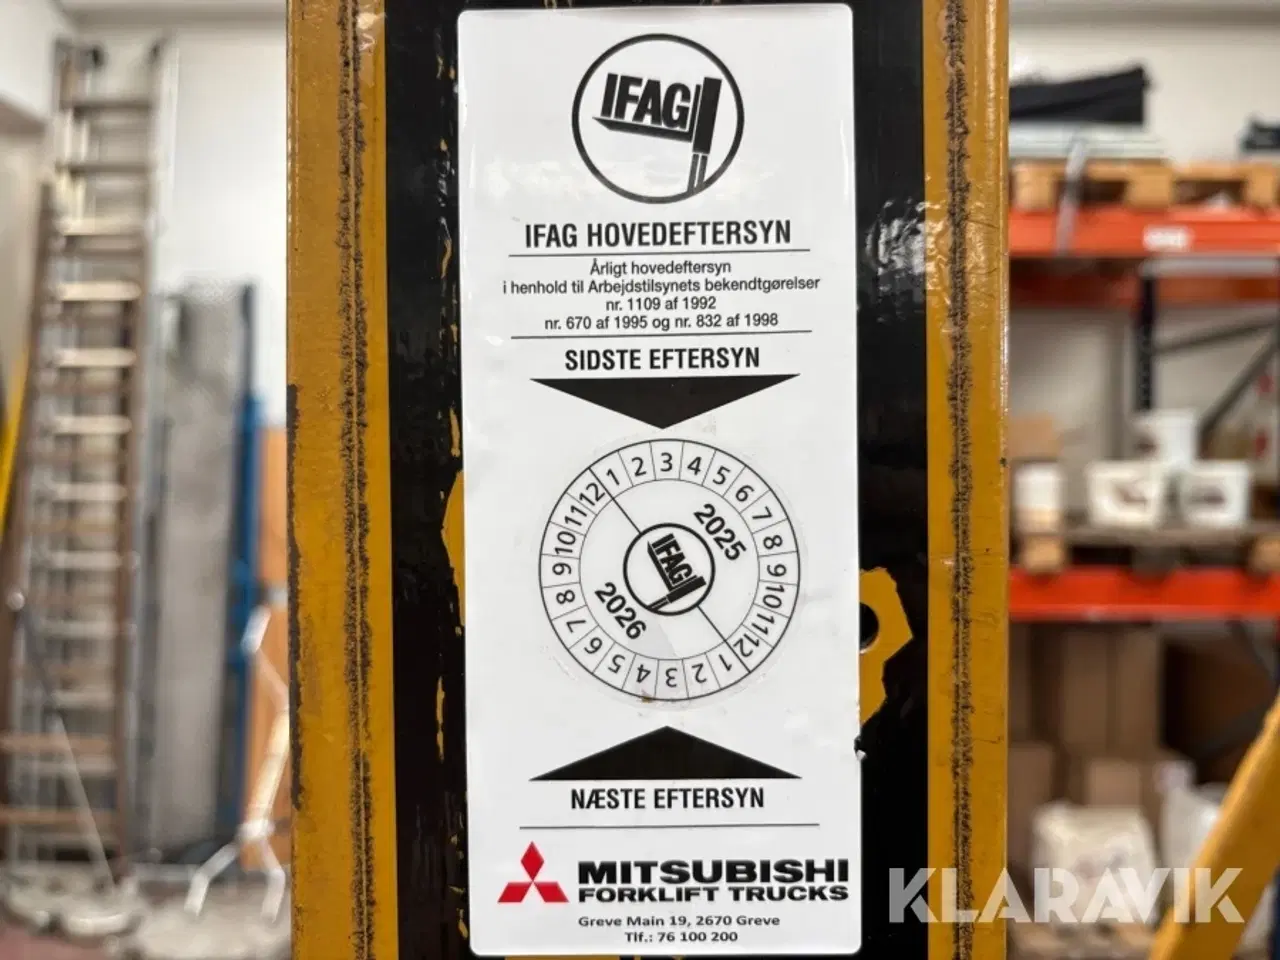 IFAG
IFAG HOVEDEFTERSYN
Årligt hovedeftersyn
i henhold til Arbejdstilsynets bekendtgørelser
nr. 1109 af 1992
nr. 670 af 1995 og nr. 832 af 1998
SIDSTE EFTERSYN
1 2 3 4 5 6 7 8 9 10 11 12
2025
IFAG
2026
1 2 3 4 5 6 7 8 9 10 11 12
NÆSTE EFTERSYN
MITSUBISHI
FORKLIFT TRUCKS
Greve Main 19, 2670 Greve
Tlf.: 76 100 200
KLARAVIK